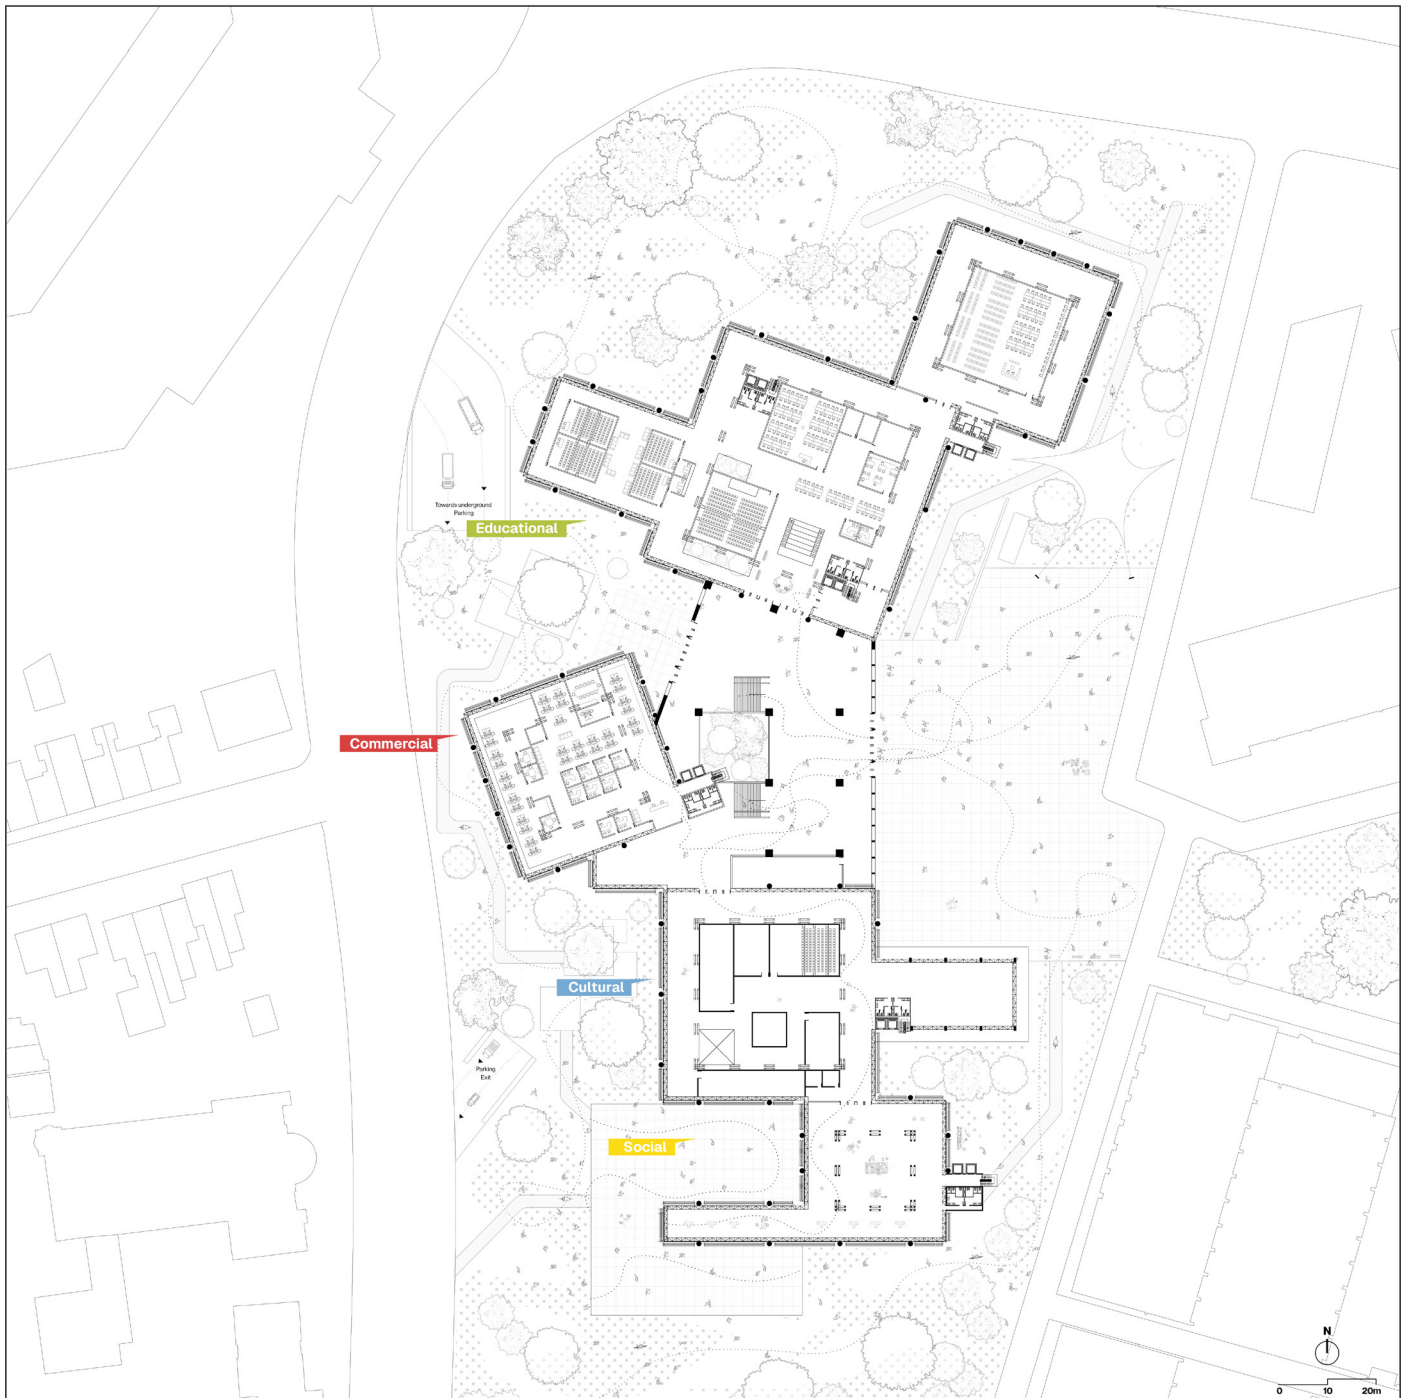 Towards underground
Parking
Educational
Commercial
Cultural
Parking
Exit
Social
N
0 10 20m